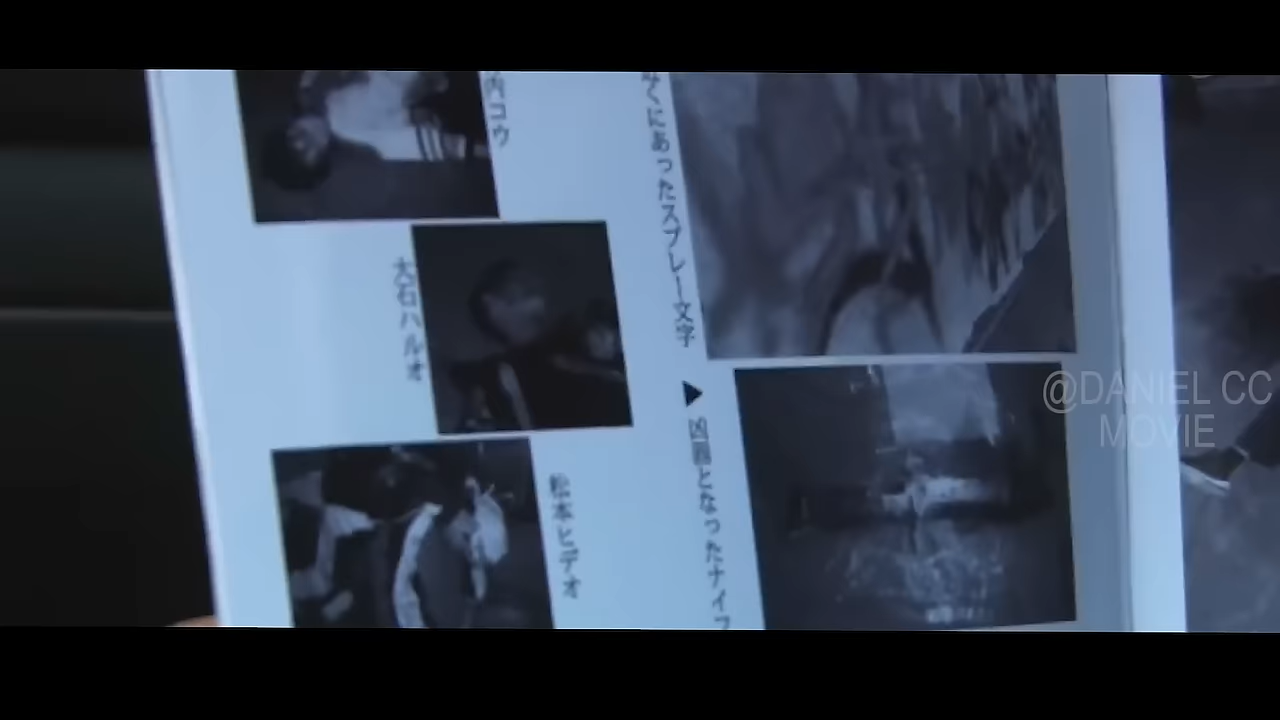 くにあったスプレー文字
▶ 凶器となったナイフ
内コウ
大石ハルオ
松本ヒデオ
@DANIEL CC
MOVIE